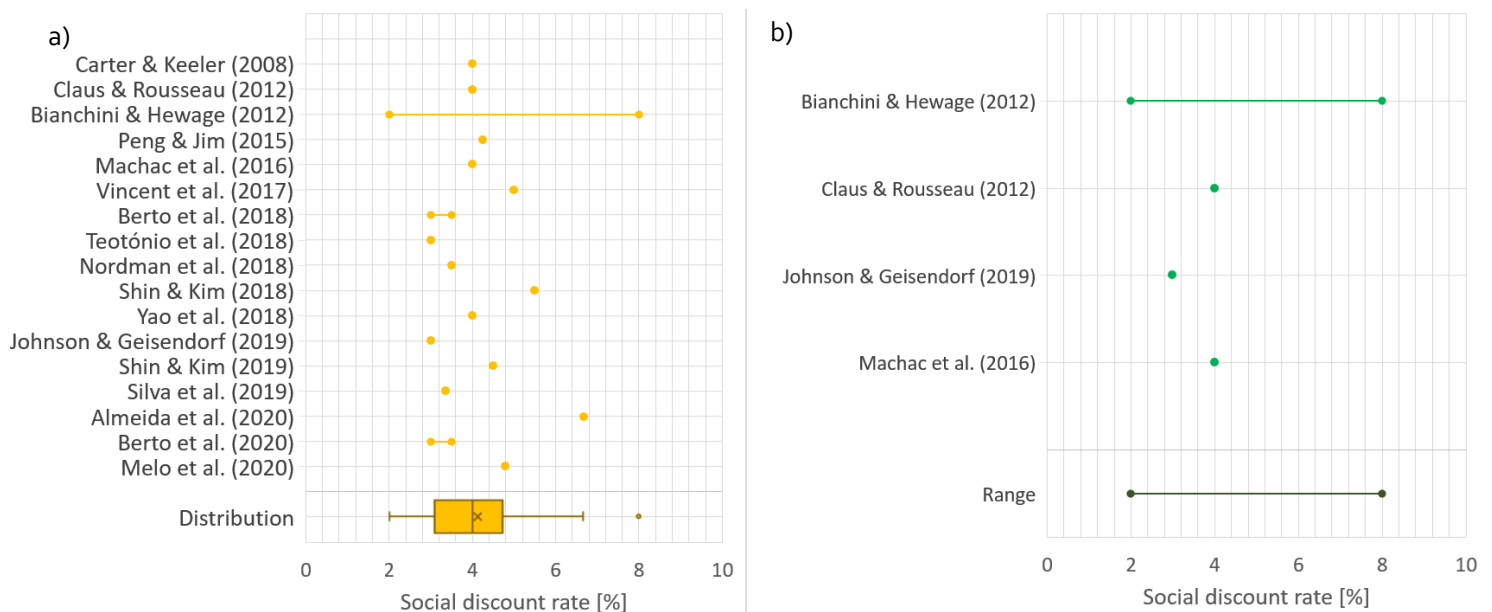 a)
Carter & Keeler (2008)
Claus & Rousseau (2012)
Bianchini & Hewage (2012)
Peng & Jim (2015)
Machac et al. (2016)
Vincent et al. (2017)
Berto et al. (2018)
Teotónio et al. (2018)
Nordman et al. (2018)
Shin & Kim (2018)
Yao et al. (2018)
Johnson & Geisendorf (2019)
Shin & Kim (2019)
Silva et al. (2019)
Almeida et al. (2020)
Berto et al. (2020)
Melo et al. (2020)
Distribution
0 2 4 6 8 10
Social discount rate [%]
b)
Bianchini & Hewage (2012)
Claus & Rousseau (2012)
Johnson & Geisendorf (2019)
Machac et al. (2016)
Range
0 2 4 6 8 10
Social discount rate [%]